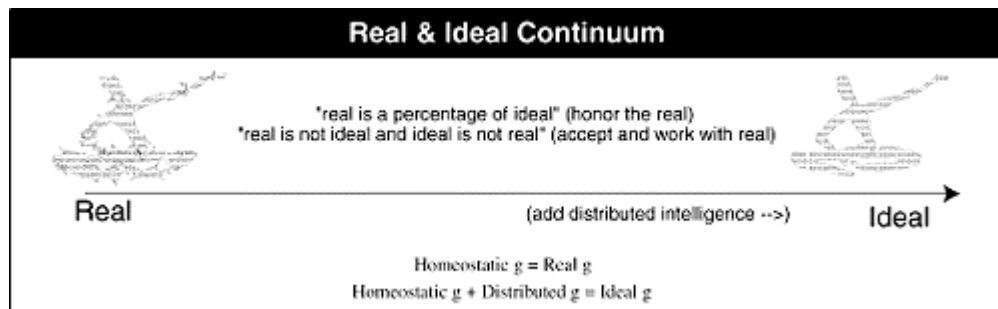 Real & Ideal Continuum
"real is a percentage of ideal" (honor the real)
"real is not ideal and ideal is not real" (accept and work with real)
Real
(add distributed intelligence -->)
Ideal
Homeostatic g = Real g
Homeostatic g + Distributed g = Ideal g